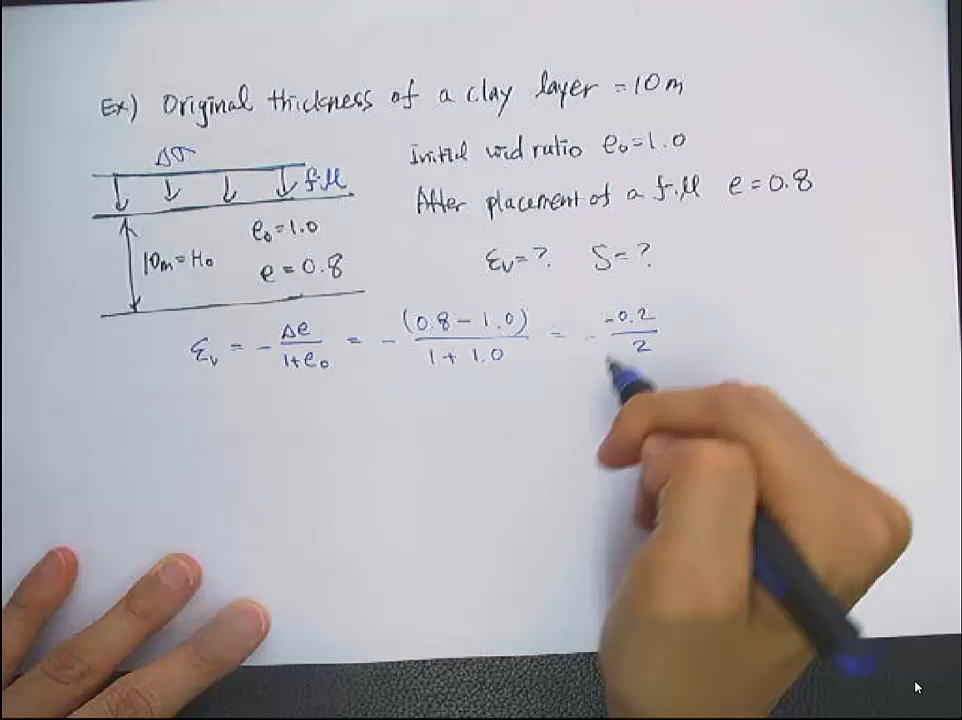 Ex) Original thickness of a clay layer = 10m
Initial void ratio e₀=1.0
After placement of a fill e = 0.8
εv=? S=?
Δσ
fill
10m=H₀
e₀=1.0
e = 0.8
εv = - Δe/(1+e₀) = - (0.8-1.0)/(1+1.0) = - -0.2/2